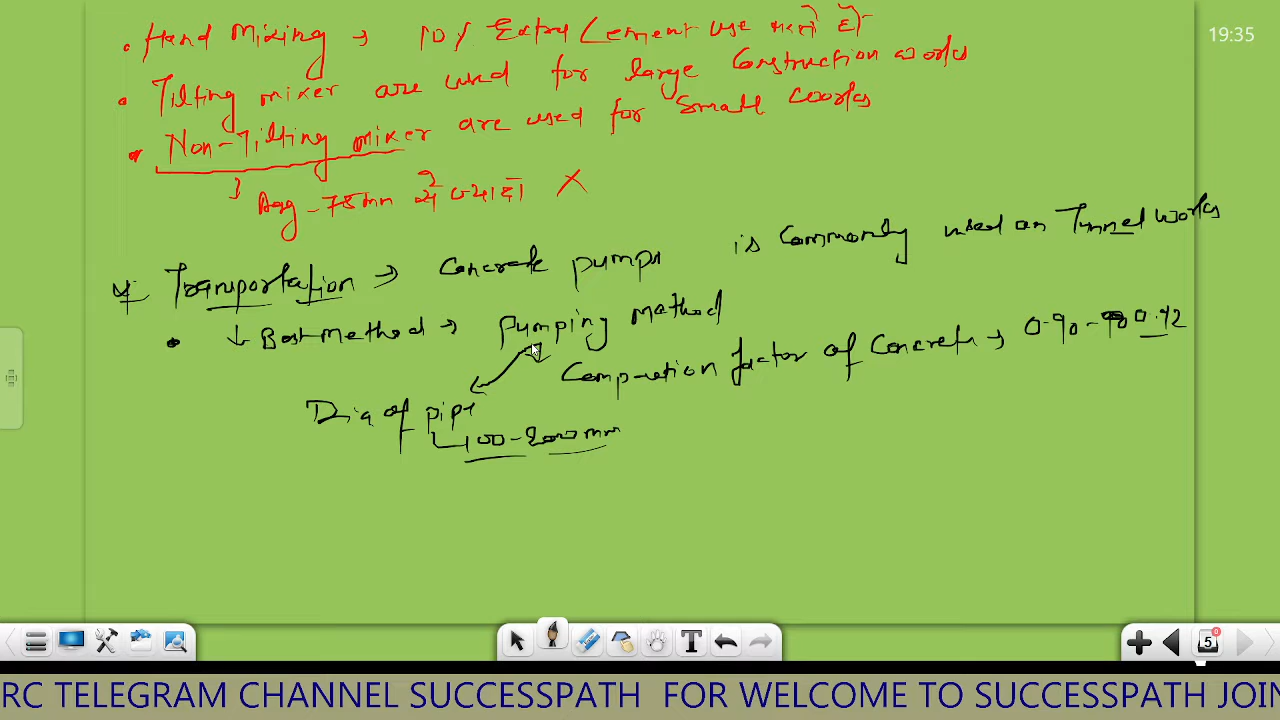 19:35
• Hand Mixing → 10% Extra Cement use करते है
• Tilting mixer are used for large Construction works
• Non-Tilting mixer are used for Small works
Agg - 75mm से ज्यादा X
Transportation → Concrete pumps is Commonly used on Tunnel works
• ↓ Best Method → Pumping Method
Compaction factor of Concrete → 0.90 - 0.92
Dia of pipe
100 - 200 mm
T
5
RC TELEGRAM CHANNEL SUCCESSPATH FOR WELCOME TO SUCCESSPATH JOIN